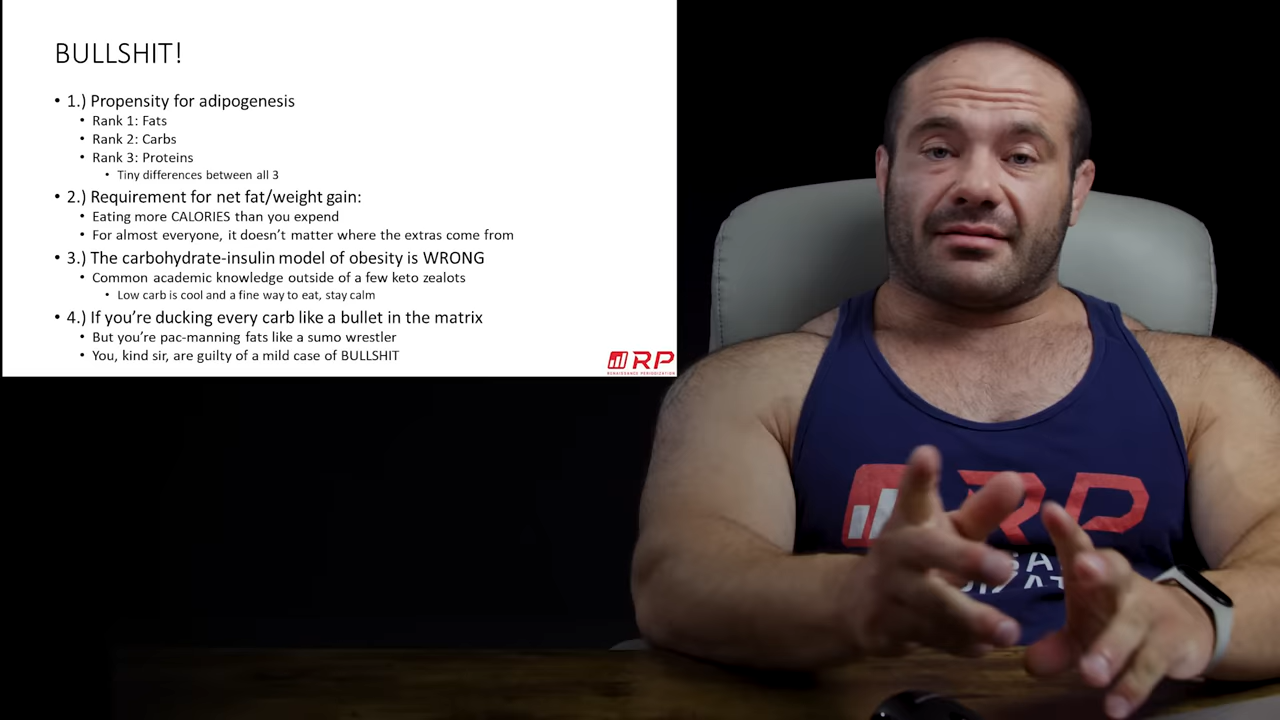 BULLSHIT!
• 1.) Propensity for adipogenesis
• Rank 1: Fats
• Rank 2: Carbs
• Rank 3: Proteins
• Tiny differences between all 3
• 2.) Requirement for net fat/weight gain:
• Eating more CALORIES than you expend
• For almost everyone, it doesn't matter where the extras come from
• 3.) The carbohydrate-insulin model of obesity is WRONG
• Common academic knowledge outside of a few keto zealots
• Low carb is cool and a fine way to eat, stay calm
• 4.) If you're ducking every carb like a bullet in the matrix
• But you're pac-manning fats like a sumo wrestler
• You, kind sir, are guilty of a mild case of BULLSHIT
RP
RENAISSANCE PERIODIZATION
RP